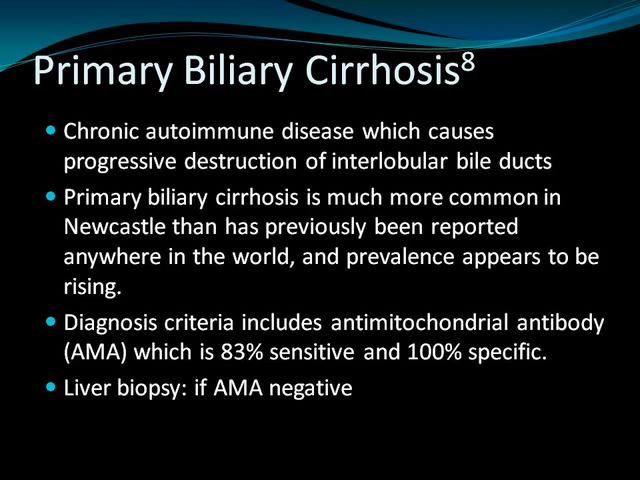 Primary Biliary Cirrhosis⁸
• Chronic autoimmune disease which causes
progressive destruction of interlobular bile ducts
• Primary biliary cirrhosis is much more common in
Newcastle than has previously been reported
anywhere in the world, and prevalence appears to be
rising.
• Diagnosis criteria includes antimitochondrial antibody
(AMA) which is 83% sensitive and 100% specific.
• Liver biopsy: if AMA negative